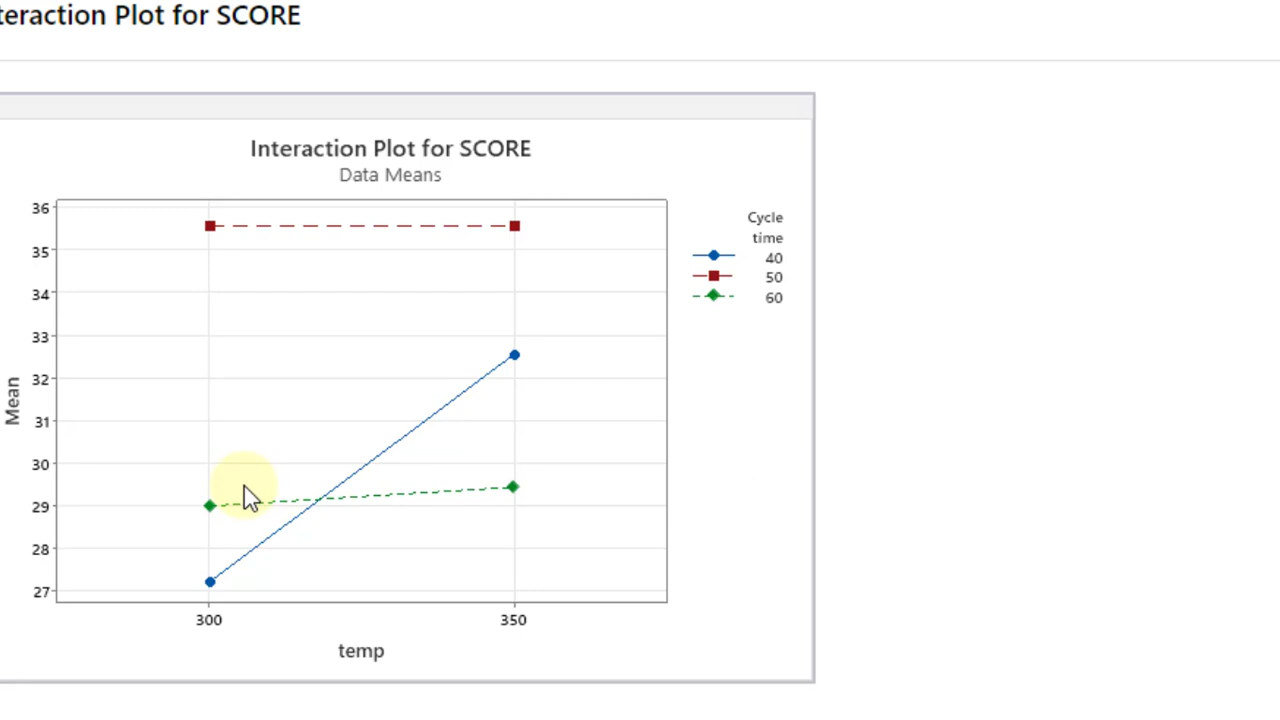 teraction Plot for SCORE
Interaction Plot for SCORE
Data Means
36
35
34
33
32
31
30
29
28
27
Mean
300
350
temp
Cycle
time
40
50
60